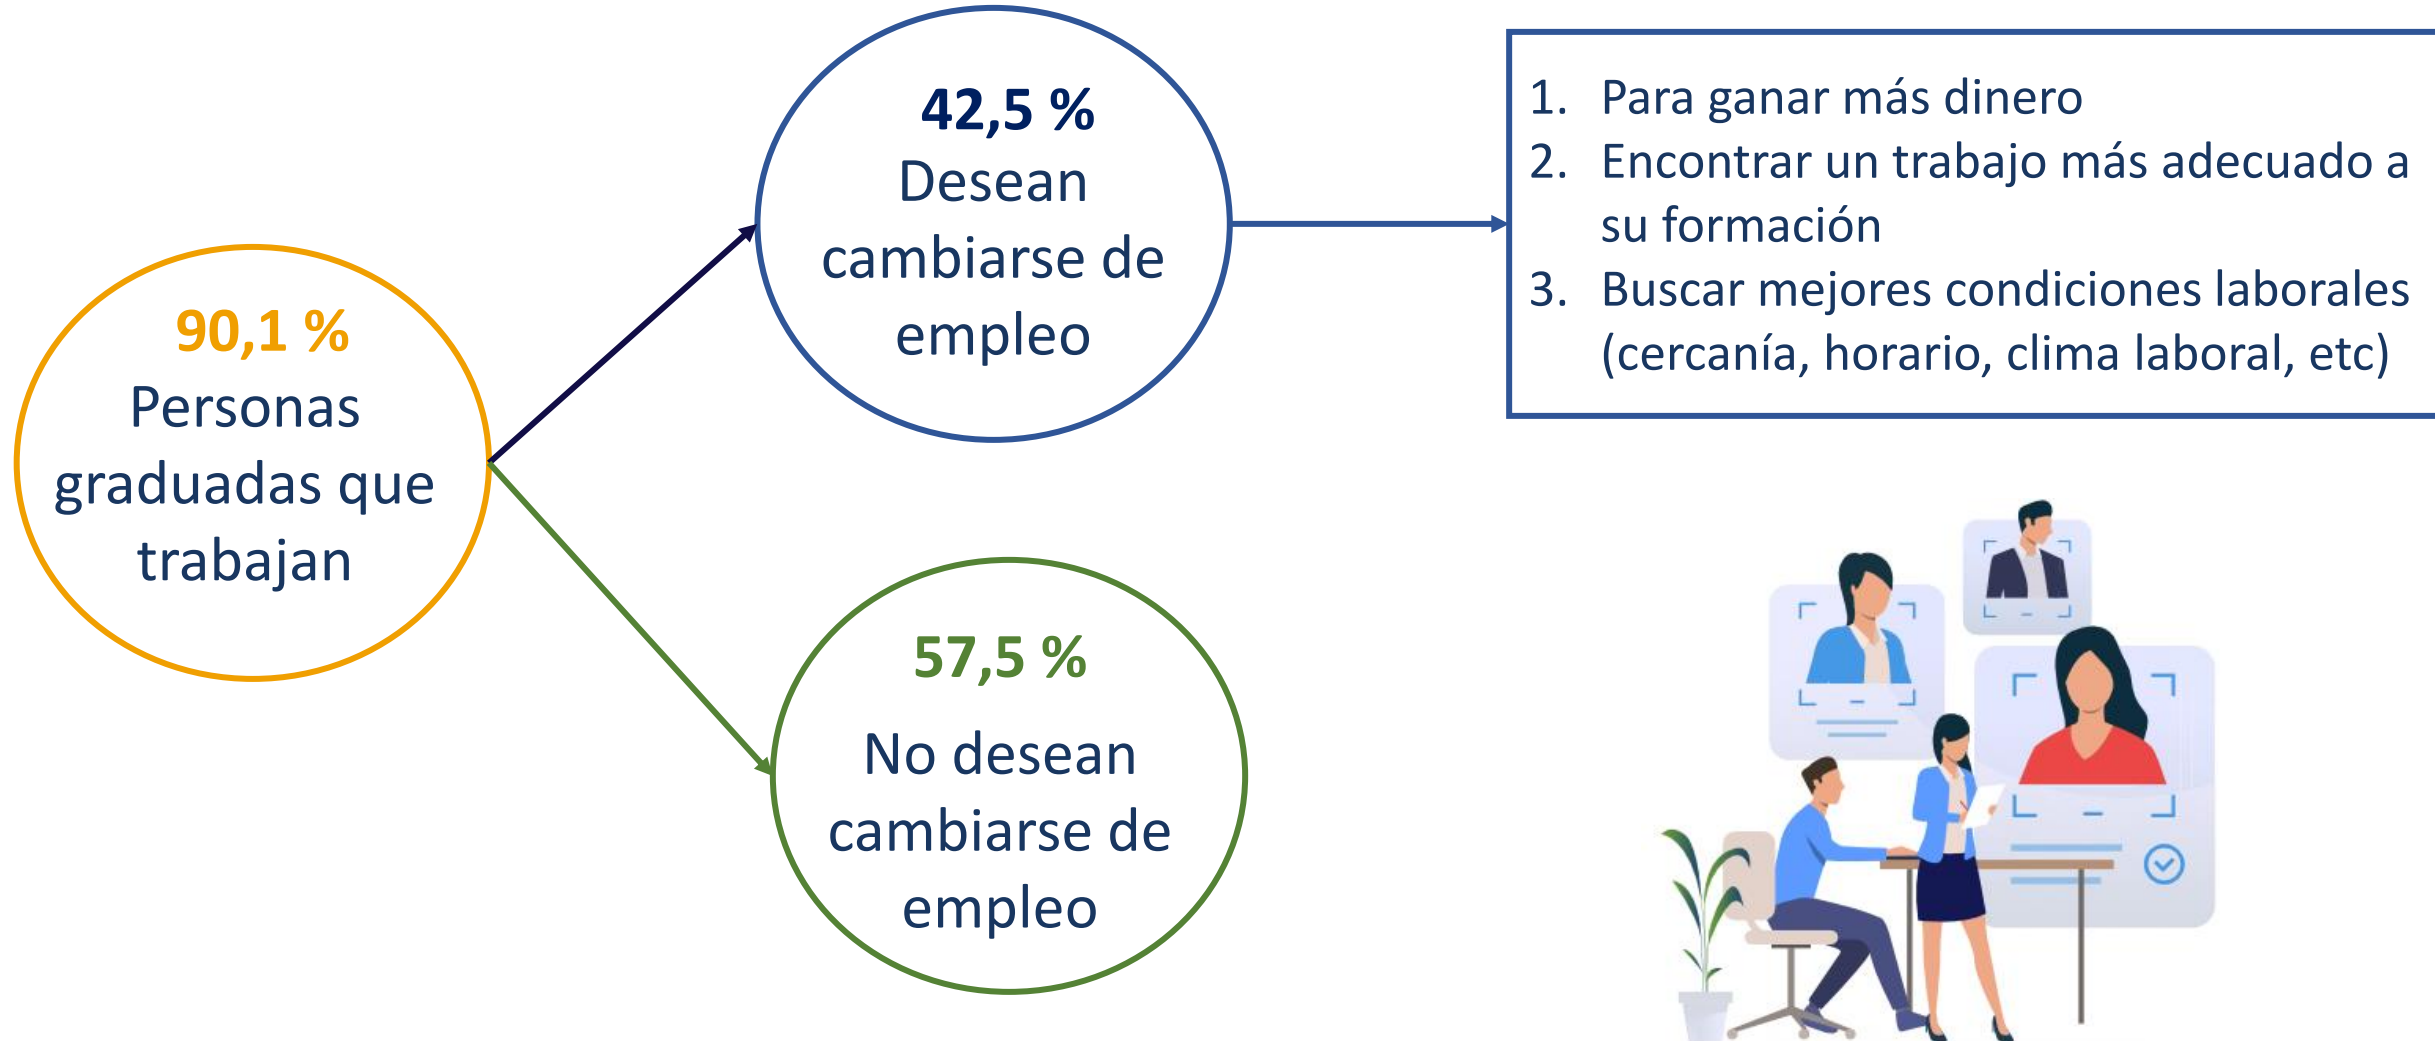 90,1 %
Personas
graduadas que
trabajan
42,5 %
Desean
cambiarse de
empleo
57,5 %
No desean
cambiarse de
empleo
1. Para ganar más dinero
2. Encontrar un trabajo más adecuado a
su formación
3. Buscar mejores condiciones laborales
(cercanía, horario, clima laboral, etc)